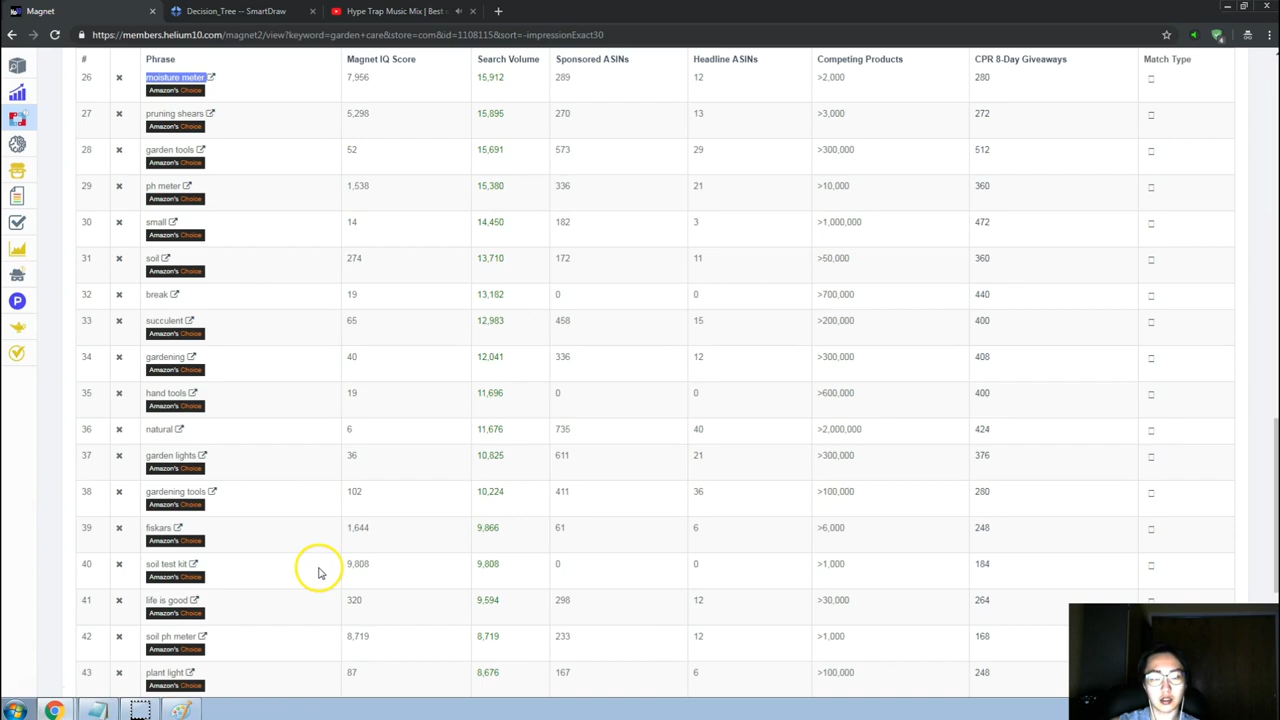 Magnet
Decision_Tree -- SmartDraw
Hype Trap Music Mix | Best
https://members.helium10.com/magnet2/view?keyword=garden+care&store=com&id=1108115&sort=-impressionExact30
# Phrase Magnet IQ Score Search Volume Sponsored ASINs Headline ASINs Competing Products CPR 8-Day Giveaways Match Type
26 moisture meter 7,956 15,912 289 12 >2,000 280
Amazon's Choice
27 pruning shears 15,895 270 13 >3,000 272
Amazon's Choice
28 garden tools 52 15,691 573 29 >300,000 512
Amazon's Choice
29 ph meter 1,538 15,380 336 21 >10,000 360
Amazon's Choice
30 small 14 14,450 182 3 >1,000,000 472
Amazon's Choice
31 soil 274 13,710 172 11 >50,000 360
Amazon's Choice
32 break 19 13,182 0 0 >700,000 440
33 succulent 65 12,983 458 15 >200,000 400
Amazon's Choice
34 gardening 40 12,041 336 12 >300,000 408
Amazon's Choice
35 hand tools 19 11,696 0 0 >600,000 400
Amazon's Choice
36 natural 6 11,676 735 40 >2,000,000 424
37 garden lights 36 10,825 611 21 >300,000 376
Amazon's Choice
38 gardening tools 102 10,224 411 36 >100,000 280
Amazon's Choice
39 fiskars 1,644 9,866 61 6 >6,000 248
Amazon's Choice
40 soil test kit 9,808 9,808 0 0 >1,000 184
Amazon's Choice
41 life is good 320 9,594 298 12 >30,000 264
Amazon's Choice
42 soil ph meter 8,719 8,719 233 12 >1,000 168
Amazon's Choice
43 plant light 87 8,676 167 6 >100,
Amazon's Choice